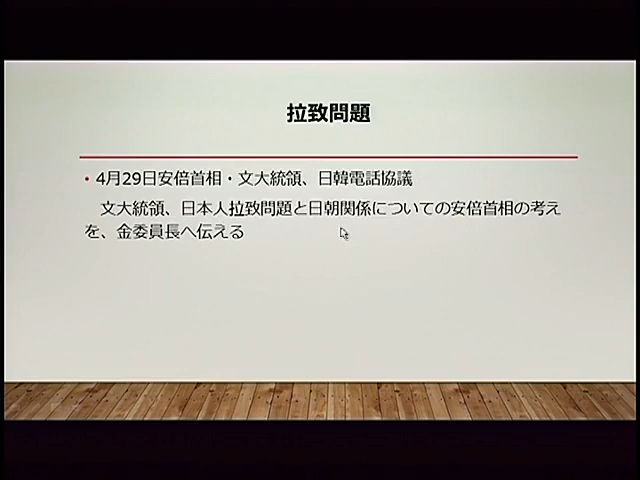 拉致問題
• 4月29日安倍首相・文大統領、日韓電話協議
文大統領、日本人拉致問題と日朝関係についての安倍首相の考え
を、金委員長へ伝える